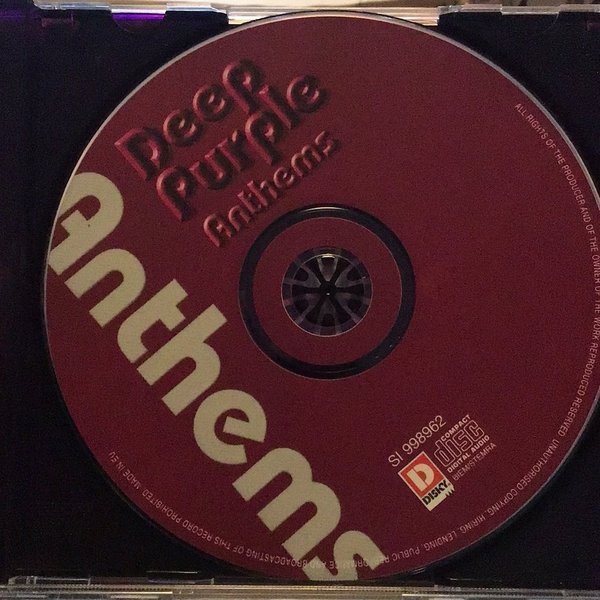 Deep
Purple
Anthems
Anthems
SI 998962
COMPACT
disc
DIGITAL AUDIO
BIEM/STEMRA
D
DISKY
ALL RIGHTS OF THE PRODUCER AND OF THE OWNER OF THE WORK REPRODUCED RESERVED. UNAUTHORISED COPYING, HIRING, LENDING, PUBLIC PERFORMANCE AND BROADCASTING OF THIS RECORD PROHIBITED. MADE IN EU